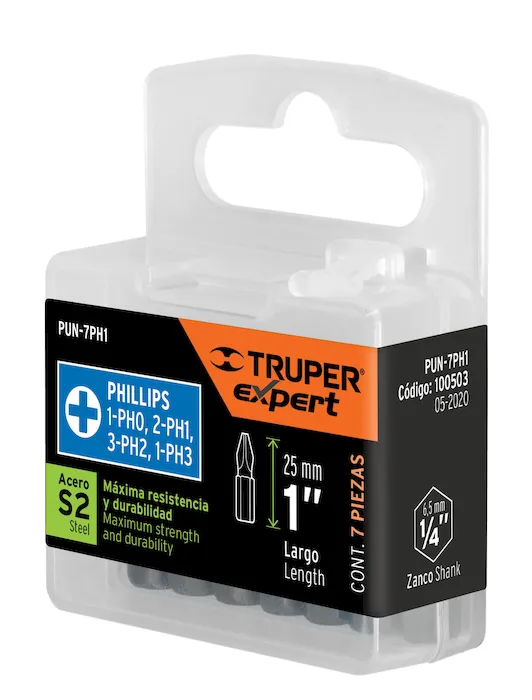 PUN-7PH1
TRUPER®
expert
PHILLIPS
1-PH0, 2-PH1,
3-PH2, 1-PH3
Acero
S2
Steel
Máxima resistencia
y durabilidad
Maximum strength
and durability
25 mm
1"
Largo
Length
CONT. 7 PIEZAS
PUN-7PH1
Código: 100503
05-2020
6,5 mm
1/4"
Zanco Shank